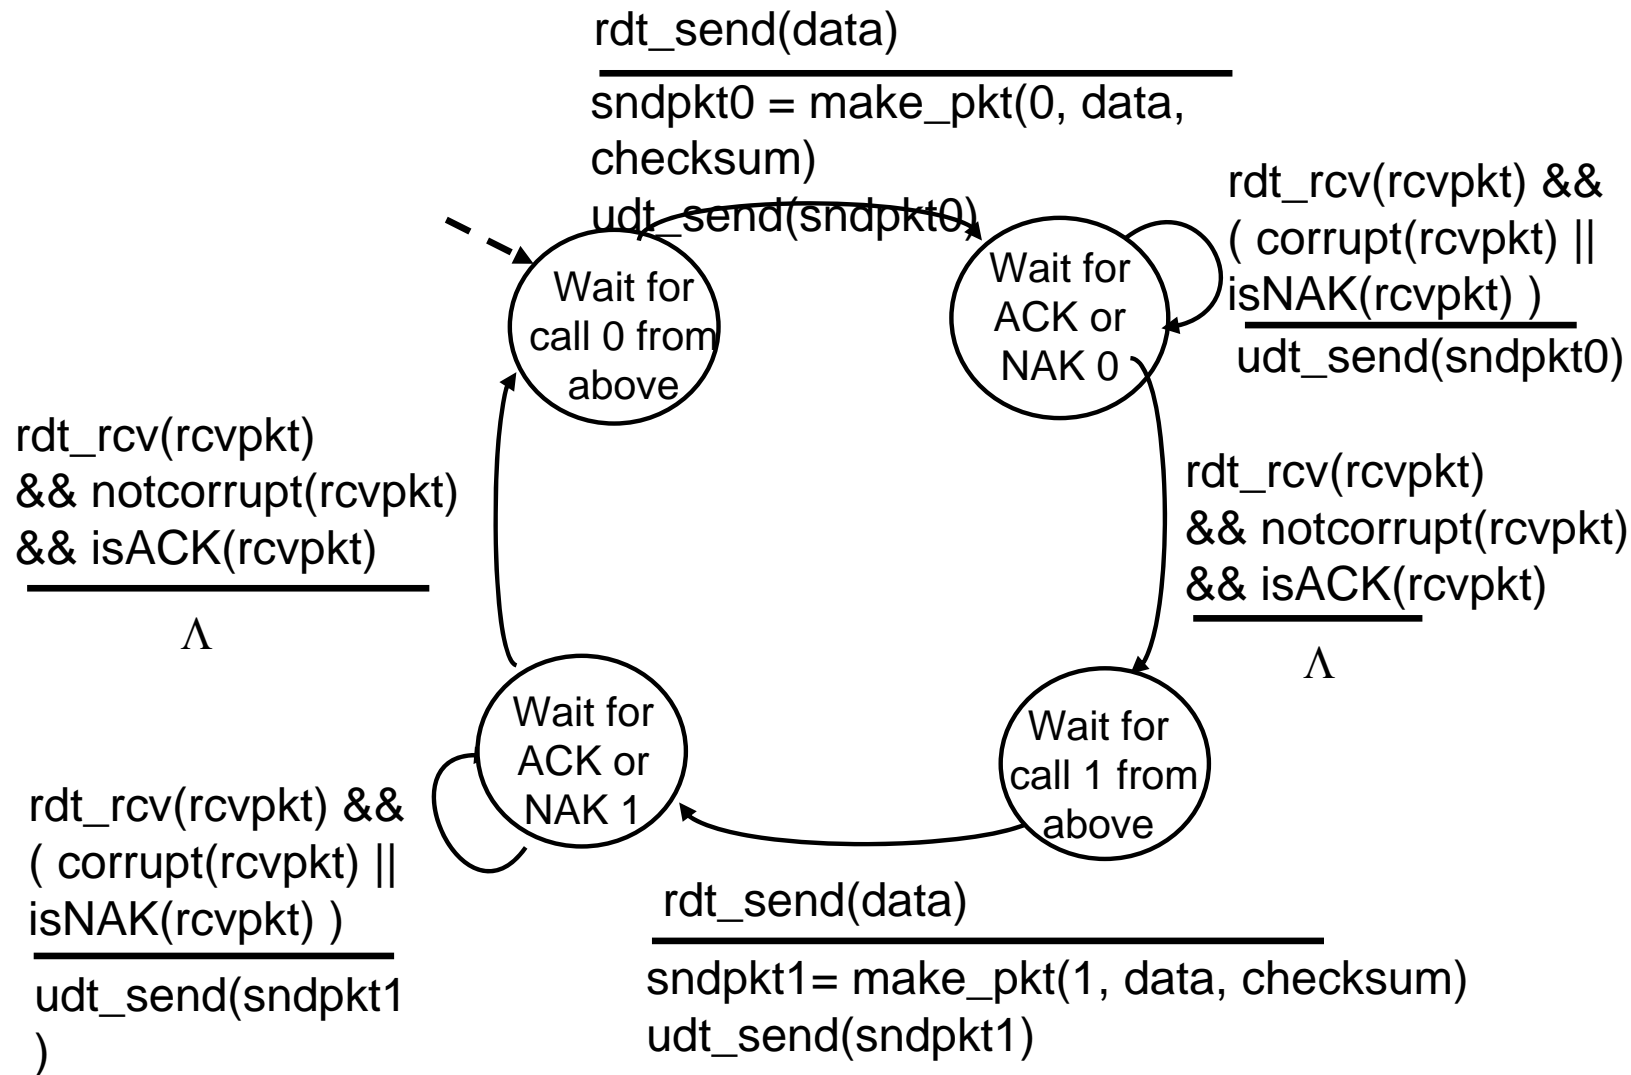 rdt_send(data)
sndpkt0 = make_pkt(0, data,
checksum)
udt_send(sndpkt0)
rdt_rcv(rcvpkt) &&
( corrupt(rcvpkt) ||
isNAK(rcvpkt) )
udt_send(sndpkt0)
Wait for
call 0 from
above
Wait for
ACK or
NAK 0
rdt_rcv(rcvpkt)
&& notcorrupt(rcvpkt)
&& isACK(rcvpkt)
Λ
rdt_rcv(rcvpkt)
&& notcorrupt(rcvpkt)
&& isACK(rcvpkt)
Λ
Wait for
ACK or
NAK 1
Wait for
call 1 from
above
rdt_rcv(rcvpkt) &&
( corrupt(rcvpkt) ||
isNAK(rcvpkt) )
udt_send(sndpkt1
)
rdt_send(data)
sndpkt1= make_pkt(1, data, checksum)
udt_send(sndpkt1)